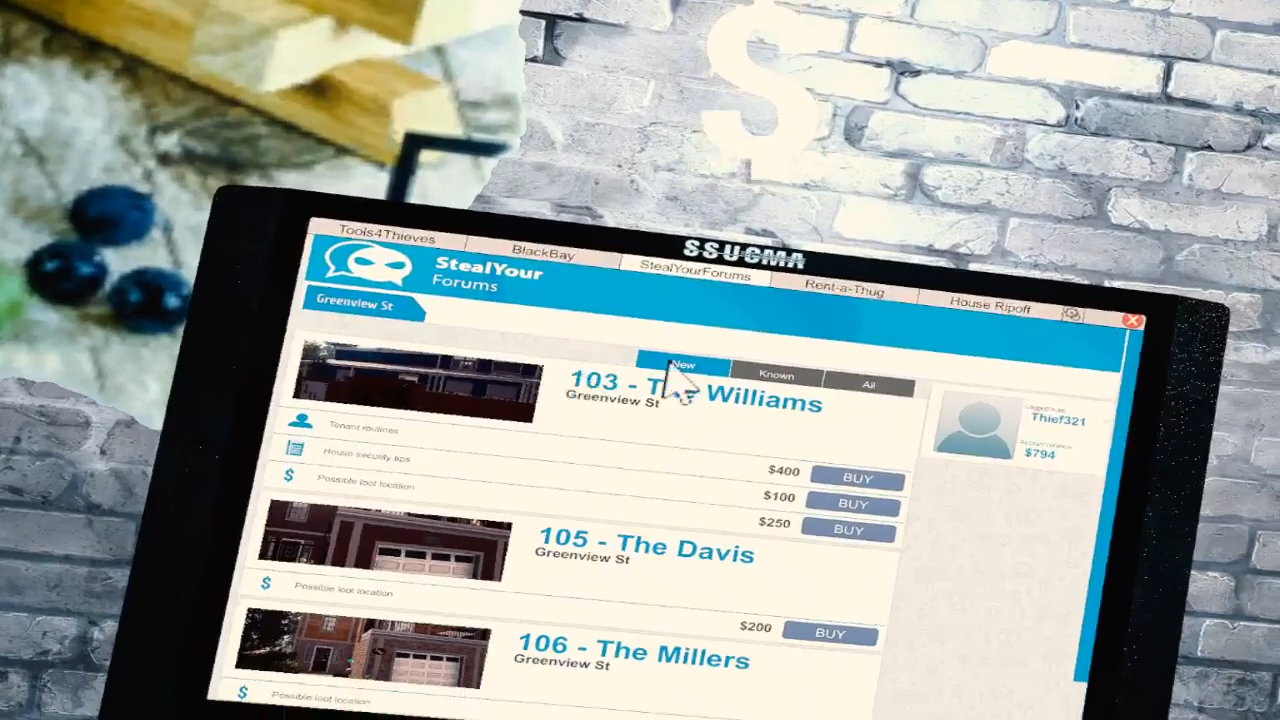 $
SSUGMA
Tools4Thieves
BlackBay
StealYourForums
Rent-a-Thug
House Ripoff
StealYour
Forums
Greenview St
New
Known
All
103 - The Williams
Greenview St
Thief321
$794
Tenant routines
$400
BUY
House security tips
$100
BUY
$ Possible loot location
$250
BUY
105 - The Davis
Greenview St
$ Possible loot location
$200
BUY
106 - The Millers
Greenview St
$ Possible loot location